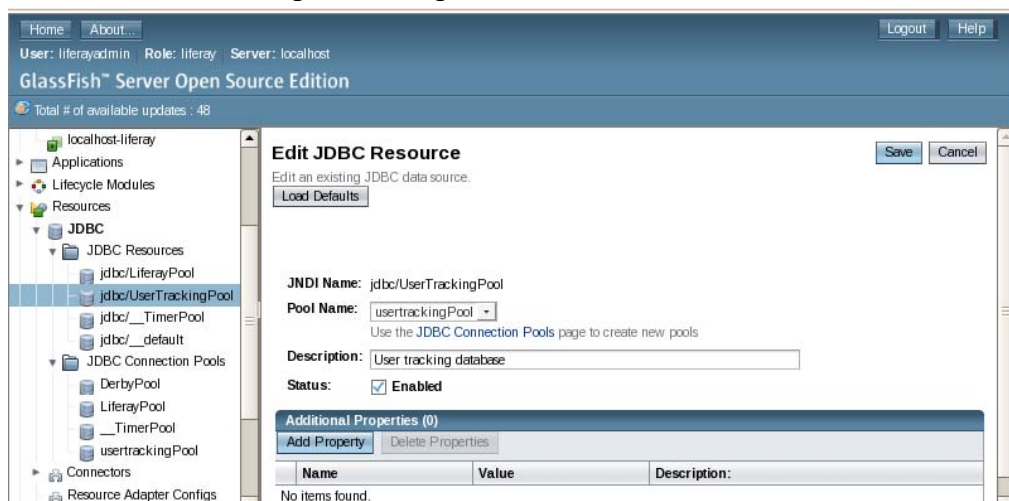 Home About... Logout Help
User: liferayadmin Role: liferay Server: localhost
GlassFish™ Server Open Source Edition
Total # of available updates : 48
localhost-liferay
Applications
Lifecycle Modules
Resources
JDBC
JDBC Resources
jdbc/LiferayPool
jdbc/UserTrackingPool
jdbc/__TimerPool
jdbc/__default
JDBC Connection Pools
DerbyPool
LiferayPool
__TimerPool
usertrackingPool
Connectors
Resource Adapter Configs
Edit JDBC Resource Save Cancel
Edit an existing JDBC data source.
Load Defaults
JNDI Name: jdbc/UserTrackingPool
Pool Name: usertrackingPool
Use the JDBC Connection Pools page to create new pools
Description: User tracking database
Status: Enabled
Additional Properties (0)
Add Property Delete Properties
Name Value Description:
No items found.